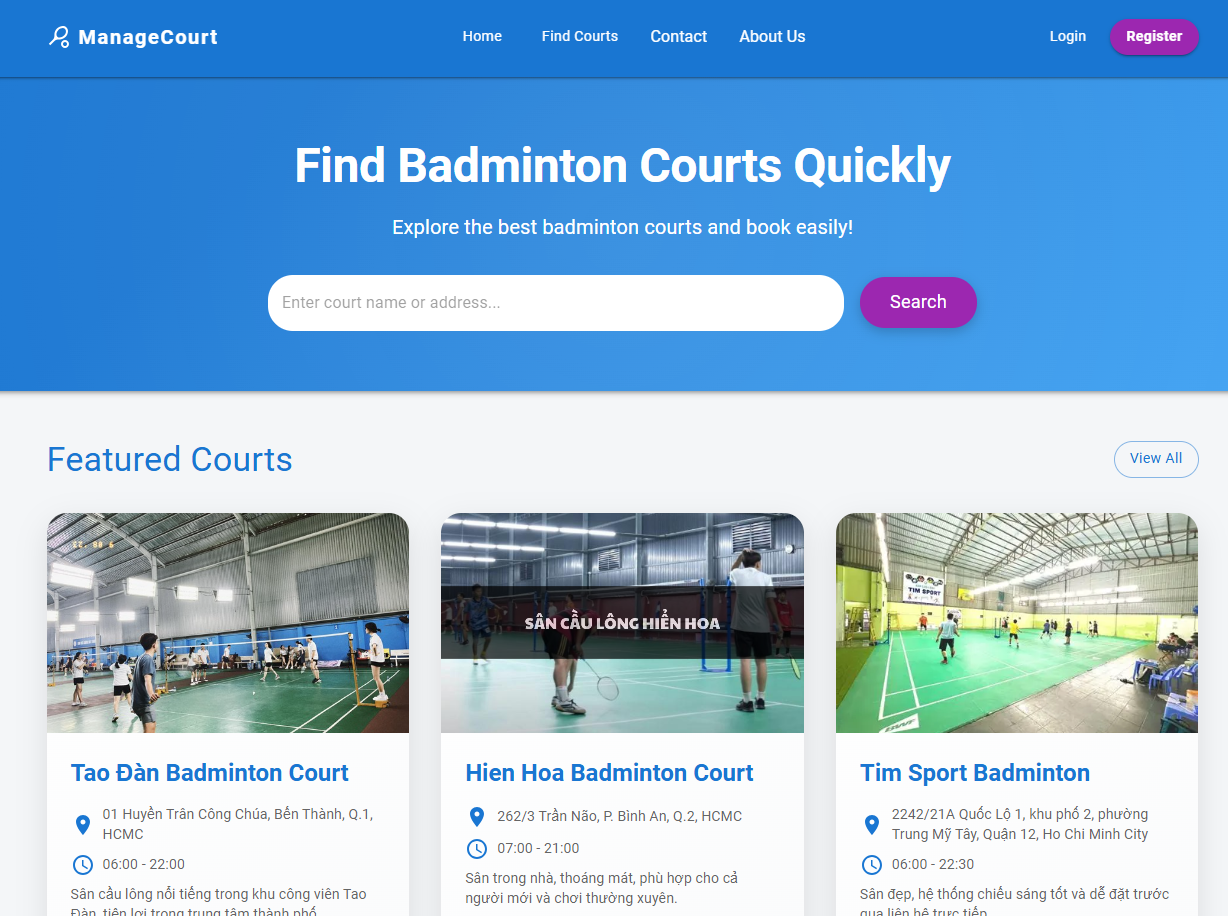 ManageCourt
Home
Find Courts
Contact
About Us
Login
Register
Find Badminton Courts Quickly
Explore the best badminton courts and book easily!
Enter court name or address...
Search
Featured Courts
View All
SÂN CẦU LÔNG HIỂN HOA
TIM SPORT
Tao Đàn Badminton Court
01 Huyền Trân Công Chúa, Bến Thành, Q.1,
HCMC
06:00 - 22:00
Sân cầu lông nổi tiếng trong khu công viên Tao
Đàn, tiện lợi trong trung tâm thành phố.
Hien Hoa Badminton Court
262/3 Trần Não, P. Bình An, Q.2, HCMC
07:00 - 21:00
Sân trong nhà, thoáng mát, phù hợp cho cả
người mới và chơi thường xuyên.
Tim Sport Badminton
2242/21A Quốc Lộ 1, khu phố 2, phường
Trung Mỹ Tây, Quận 12, Ho Chi Minh City
06:00 - 22:30
Sân đẹp, hệ thống chiếu sáng tốt và dễ đặt trước
qua liên hệ trực tiếp.